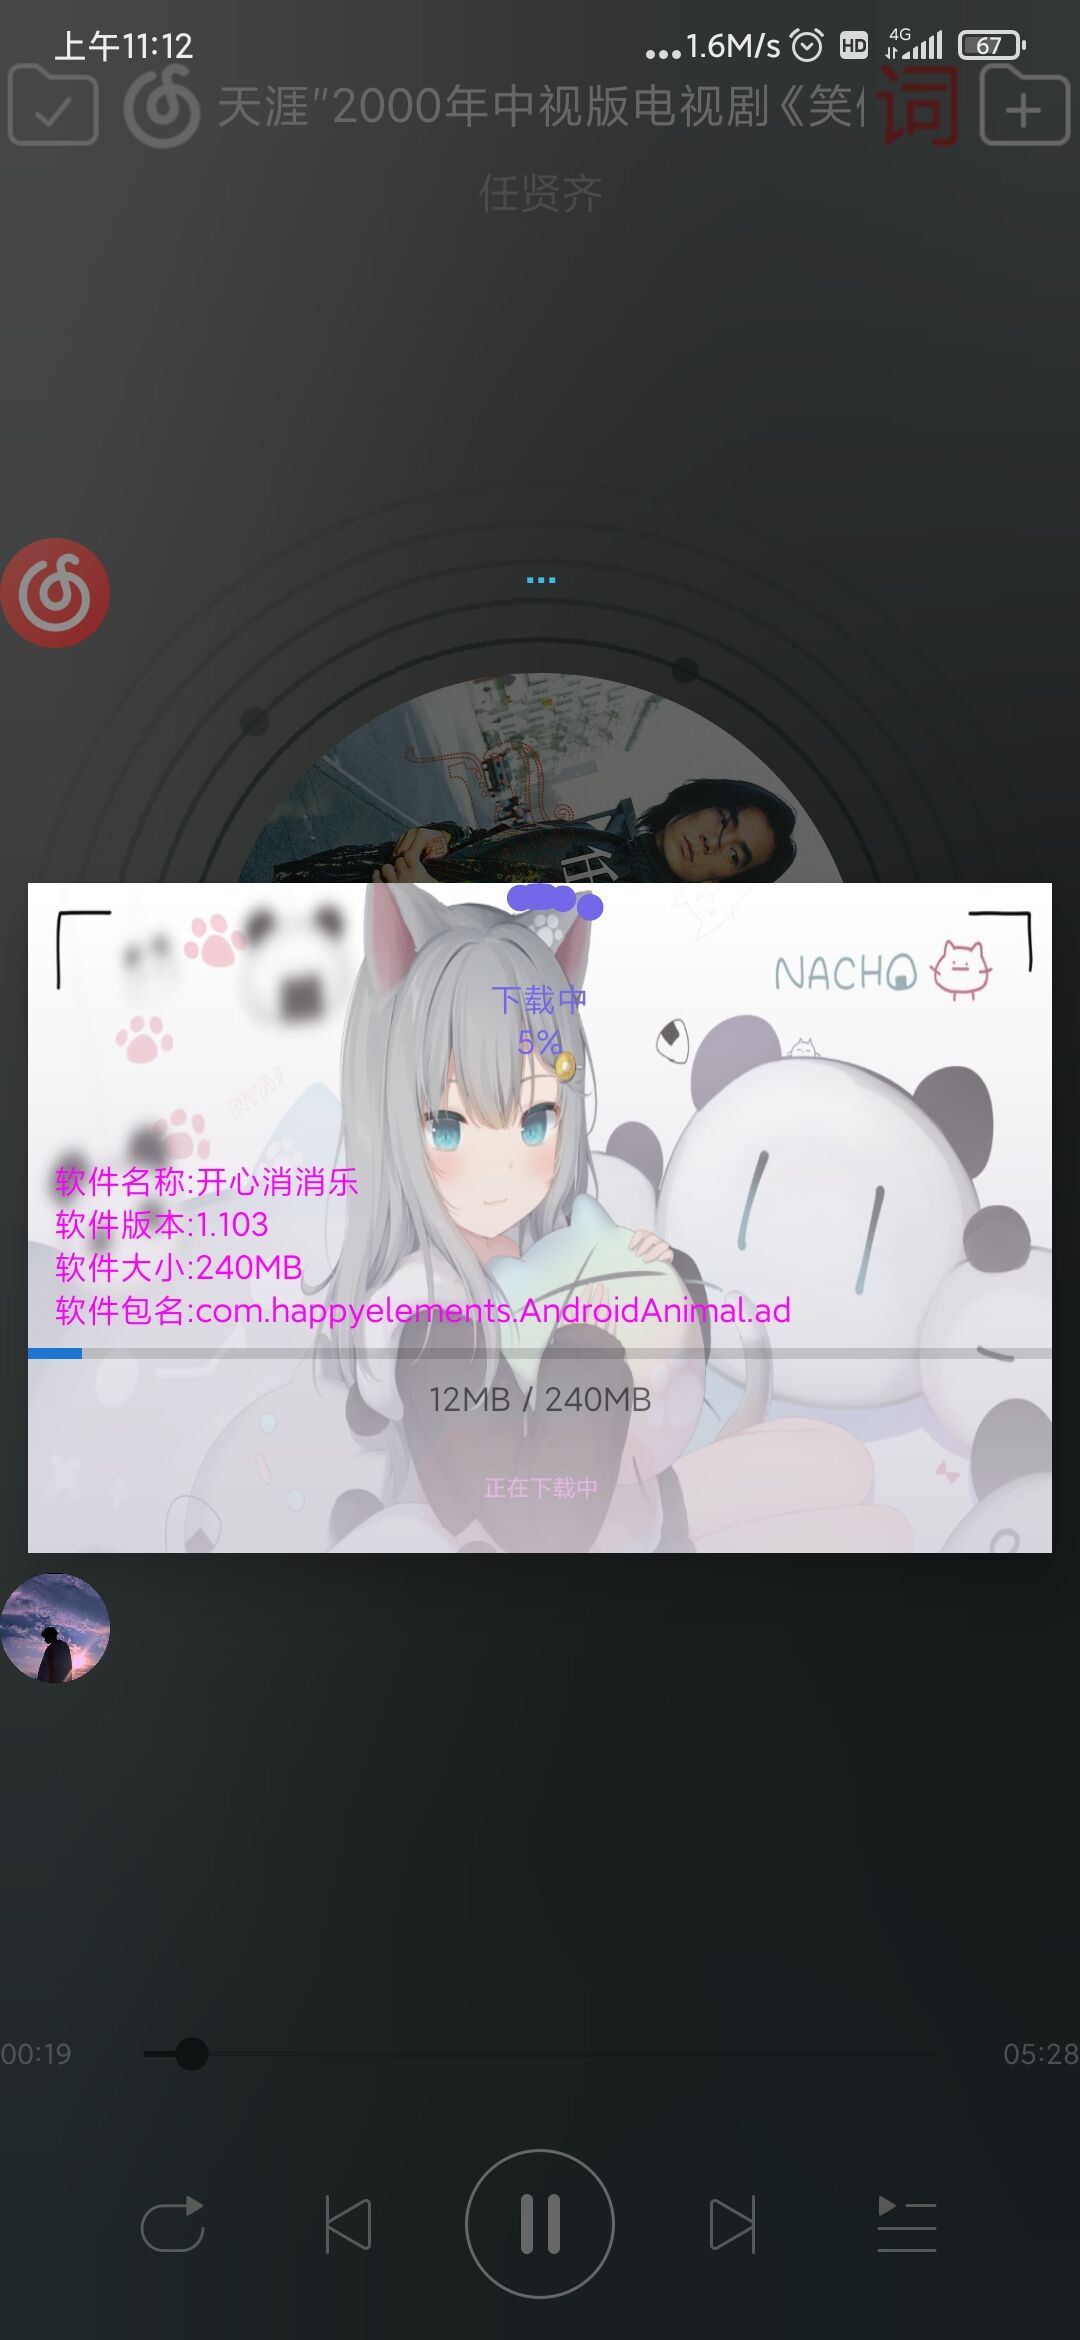 上午11:12
...1.6M/s HD 4G 67
天涯"2000年中视版电视剧《笑
词
任贤齐
...
任
NACHO
下载中
5%
NYA!
软件名称:开心消消乐
软件版本:1.103
软件大小:240MB
软件包名:com.happyelements.AndroidAnimal.ad
12MB / 240MB
正在下载中
00:19
05:28